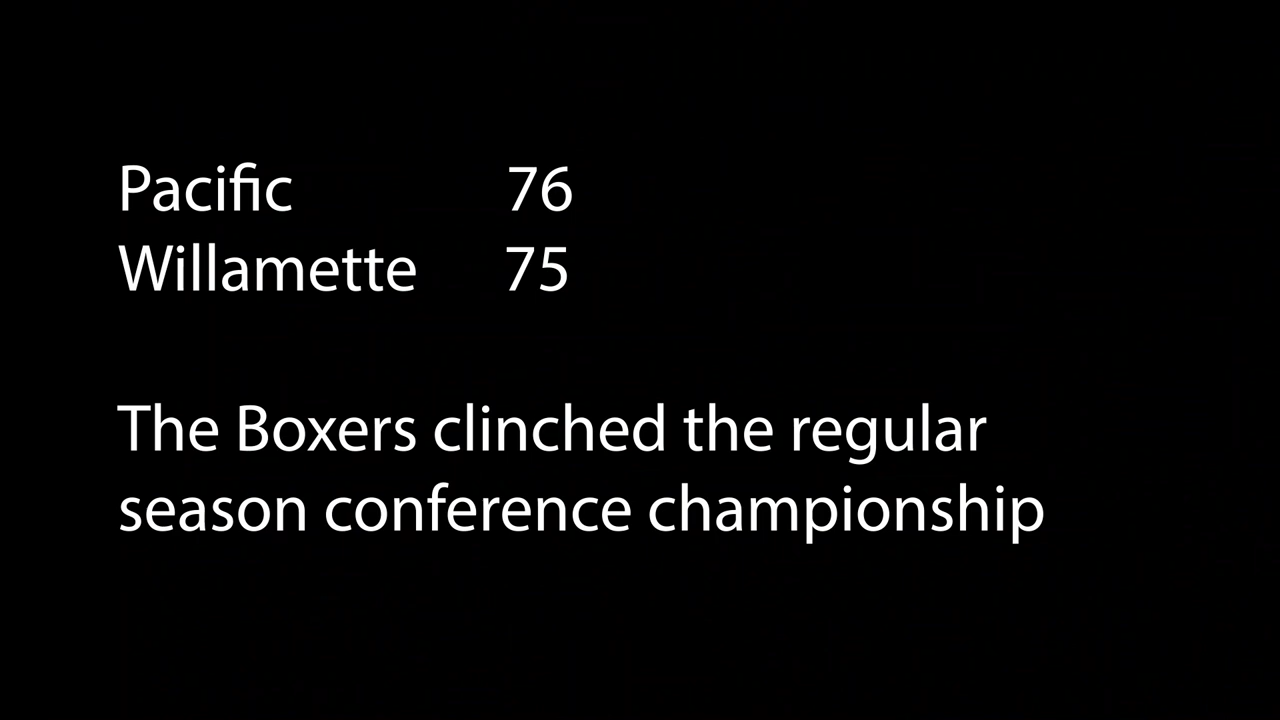 Pacific 76
Willamette 75
The Boxers clinched the regular
season conference championship